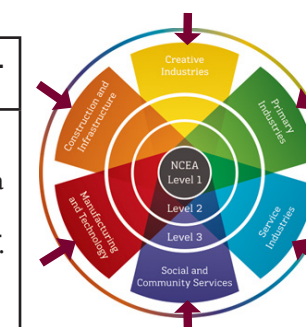 Creative
Industries
Construction and
Infrastructure
Primary
Industries
NCEA
Level 1
Level 2
Level 3
Manufacturing
and Technology
Service
Industries
Social and
Community Services